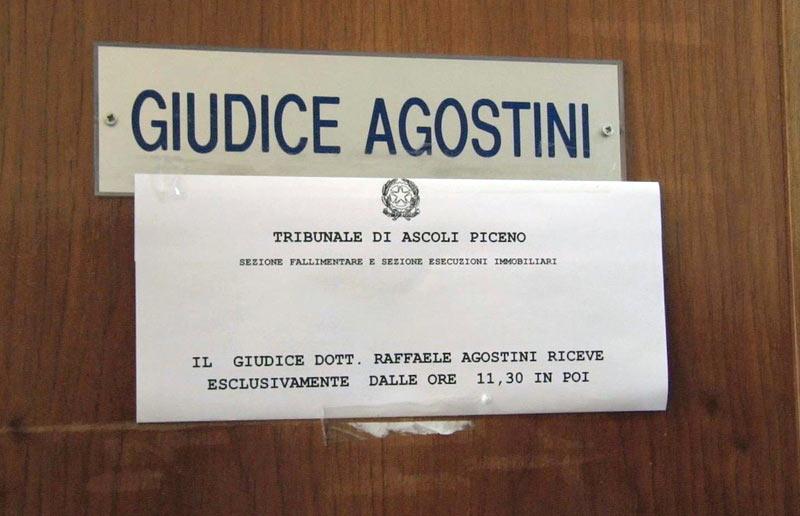 GIUDICE AGOSTINI
TRIBUNALE DI ASCOLI PICENO
SEZIONE FALLIMENTARE E SEZIONE ESECUZIONI IMMOBILIARI
IL GIUDICE DOTT. RAFFAELE AGOSTINI RICEVE
ESCLUSIVAMENTE DALLE ORE 11,30 IN POI